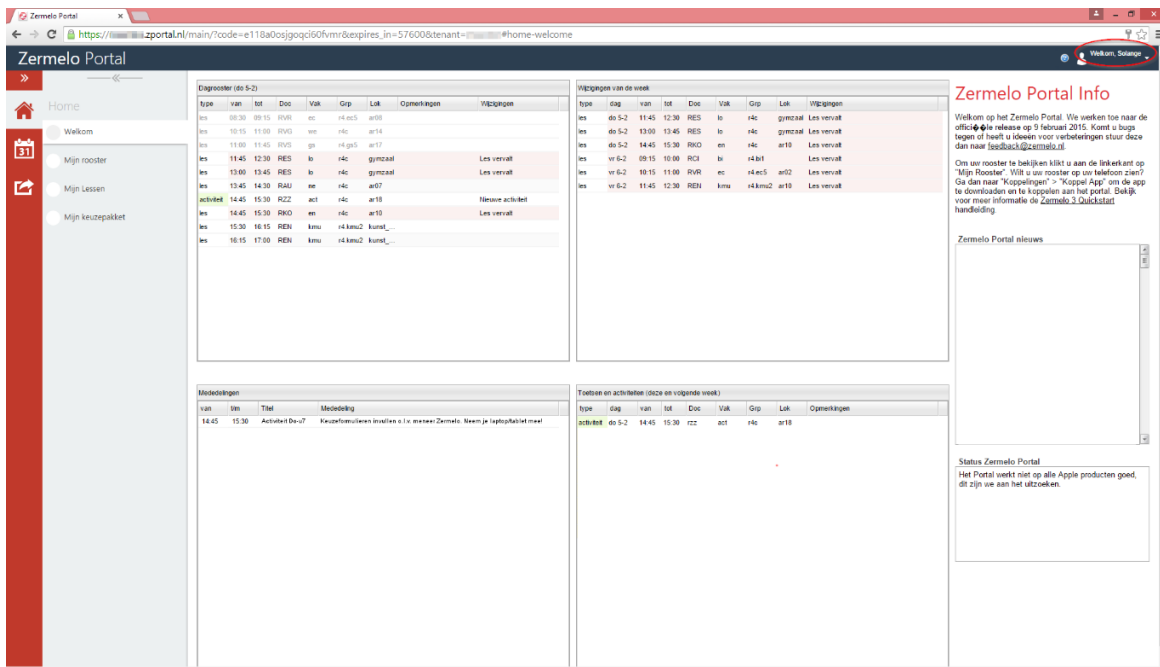 Zermelo Portal
https:// .zportal.nl/main/?code=e118a0osjgoqci60fvmr&expires_in=57600&tenant= #home-welcome
Zermelo Portal
Welkom, Solange
Home
Welkom
31
Mijn rooster
Mijn Lessen
Mijn keuzepakket
Dagrooster (do 5-2)
type van tot Doc Vak Grp Lok Opmerkingen Wijzigingen
les 08:30 09:15 RVR ec r4.ec5 ar08
les 10:15 11:00 RVG we r4c ar14
les 11:00 11:45 RVS gs r4.gs5 ar17
les 11:45 12:30 RES lo r4c gymzaal Les vervalt
les 13:00 13:45 RES lo r4c gymzaal Les vervalt
les 13:45 14:30 RAU ne r4c ar07
activiteit 14:45 15:30 RZZ act r4c ar18 Nieuwe activiteit
les 14:45 15:30 RKO en r4c ar10 Les vervalt
les 15:30 16:15 REN kmu r4.kmu2 kunst_...
les 16:15 17:00 REN kmu r4.kmu2 kunst_...
Wijzigingen van de week
type dag van tot Doc Vak Grp Lok Wijzigingen
les do 5-2 11:45 12:30 RES lo r4c gymzaal Les vervalt
les do 5-2 13:00 13:45 RES lo r4c gymzaal Les vervalt
les do 5-2 14:45 15:30 RKO en r4c ar10 Les vervalt
les vr 6-2 09:15 10:00 RCI bi r4.bi1 Les vervalt
les vr 6-2 10:15 11:00 RVR ec r4.ec5 ar02 Les vervalt
les vr 6-2 11:45 12:30 REN kmu r4.kmu2 ar10 Les vervalt
Mededelingen
van t/m Titel Mededeling
14:45 15:30 Activiteit Do-u7 Keuzeformulieren invullen o.l.v. meneer Zermelo. Neem je laptop/tablet mee!
Toetsen en activiteiten (deze en volgende week)
type dag van tot Doc Vak Grp Lok Opmerkingen
activiteit do 5-2 14:45 15:30 rzz act r4c ar18
Zermelo Portal Info
Welkom op het Zermelo Portal. We werken toe naar de
offici��le release op 9 februari 2015. Komt u bugs
tegen of heeft u ideeën voor verbeteringen stuur deze
dan naar feedback@zermelo.nl.
Om uw rooster te bekijken klikt u aan de linkerkant op
"Mijn Rooster". Wilt u uw rooster op uw telefoon zien?
Ga dan naar "Koppelingen" > "Koppel App" om de app
te downloaden en te koppelen aan het portal. Bekijk
voor meer informatie de Zermelo 3 Quickstart
handleiding.
Zermelo Portal nieuws
Status Zermelo Portal
Het Portal werkt niet op alle Apple producten goed,
dit zijn we aan het uitzoeken.